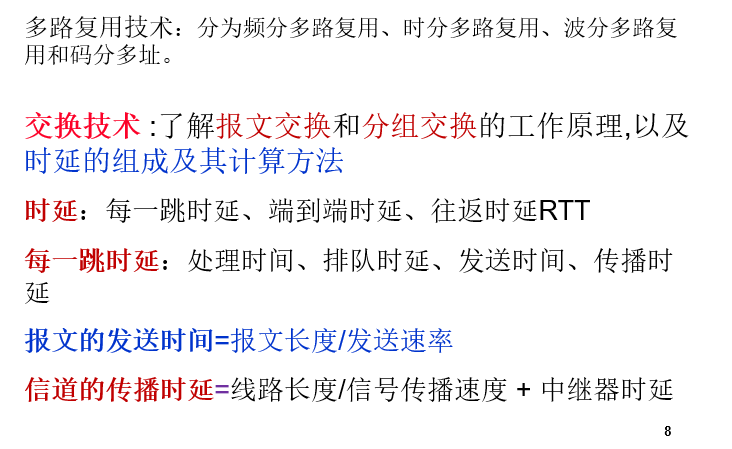 多路复用技术：分为频分多路复用、时分多路复用、波分多路复
用和码分多址。
交换技术 :了解报文交换和分组交换的工作原理,以及
时延的组成及其计算方法
时延：每一跳时延、端到端时延、往返时延RTT
每一跳时延：处理时间、排队时延、发送时间、传播时
延
报文的发送时间=报文长度/发送速率
信道的传播时延=线路长度/信号传播速度 + 中继器时延
8